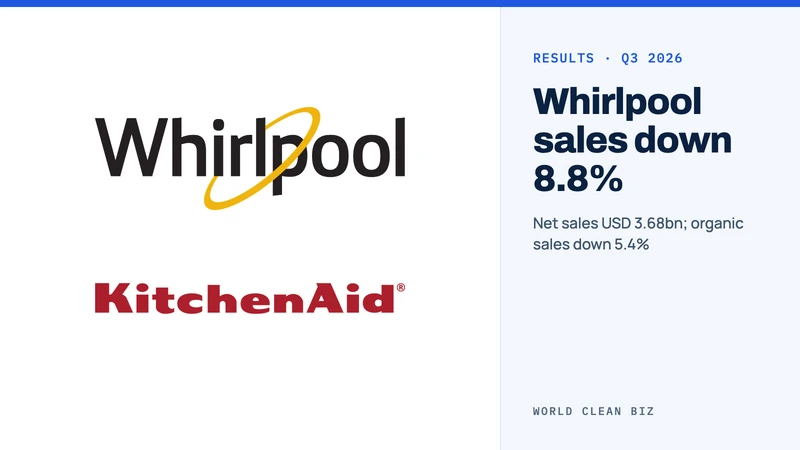 Whirlpool
KitchenAid®
RESULTS · Q3 2026
Whirlpool
sales down
8.8%
Net sales USD 3.68bn; organic
sales down 5.4%
WORLD CLEAN BIZ